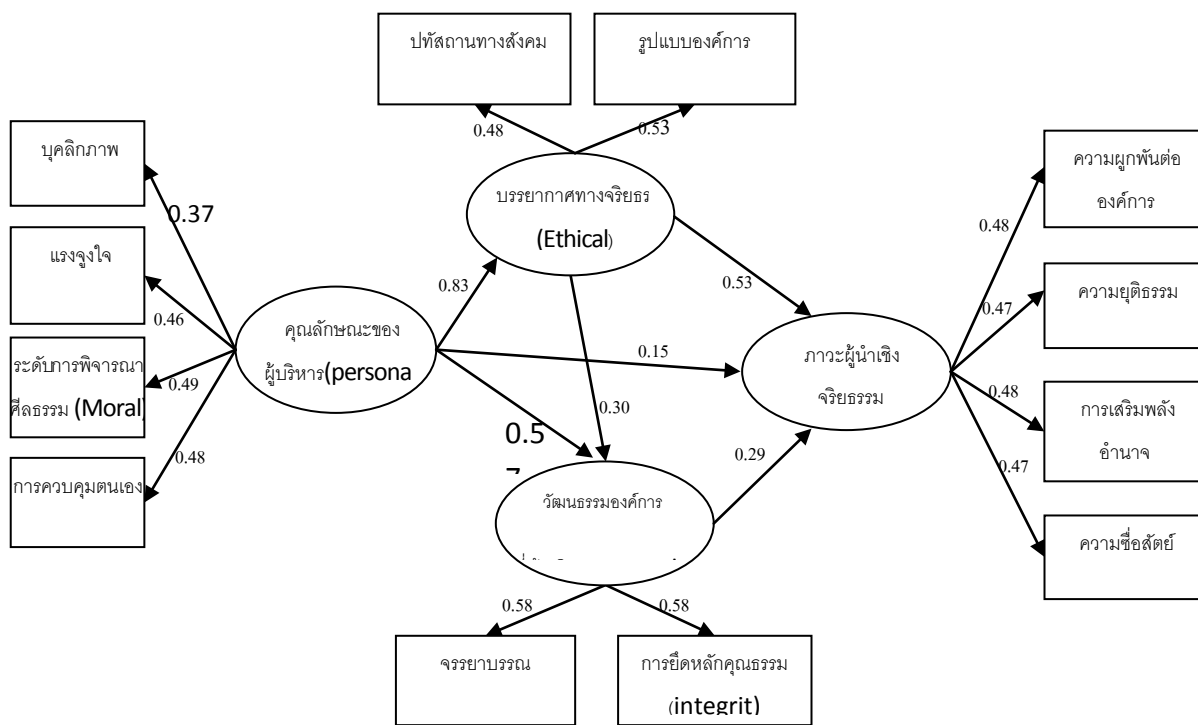 ปทัสถานทางสังคม
รูปแบบองค์การ
0.48
0.53
บุคลิกภาพ
0.37
แรงจูงใจ
0.46
ระดับการพิจารณา
ศีลธรรม (Moral)
0.49
การควบคุมตนเอง
0.48
บรรยากาศทางจริยธร
(Ethical)
0.83
0.53
คุณลักษณะของ
ผู้บริหาร(persona
0.15
0.30
0.5
7
ภาวะผู้นำเชิง
จริยธรรม
0.29
วัฒนธรรมองค์การ
0.58
0.58
จรรยาบรรณ
การยึดหลักคุณธรรม
(integrit)
ความผูกพันต่อ
องค์การ
0.48
ความยุติธรรม
0.47
การเสริมพลัง
อำนาจ
0.48
ความซื่อสัตย์
0.47